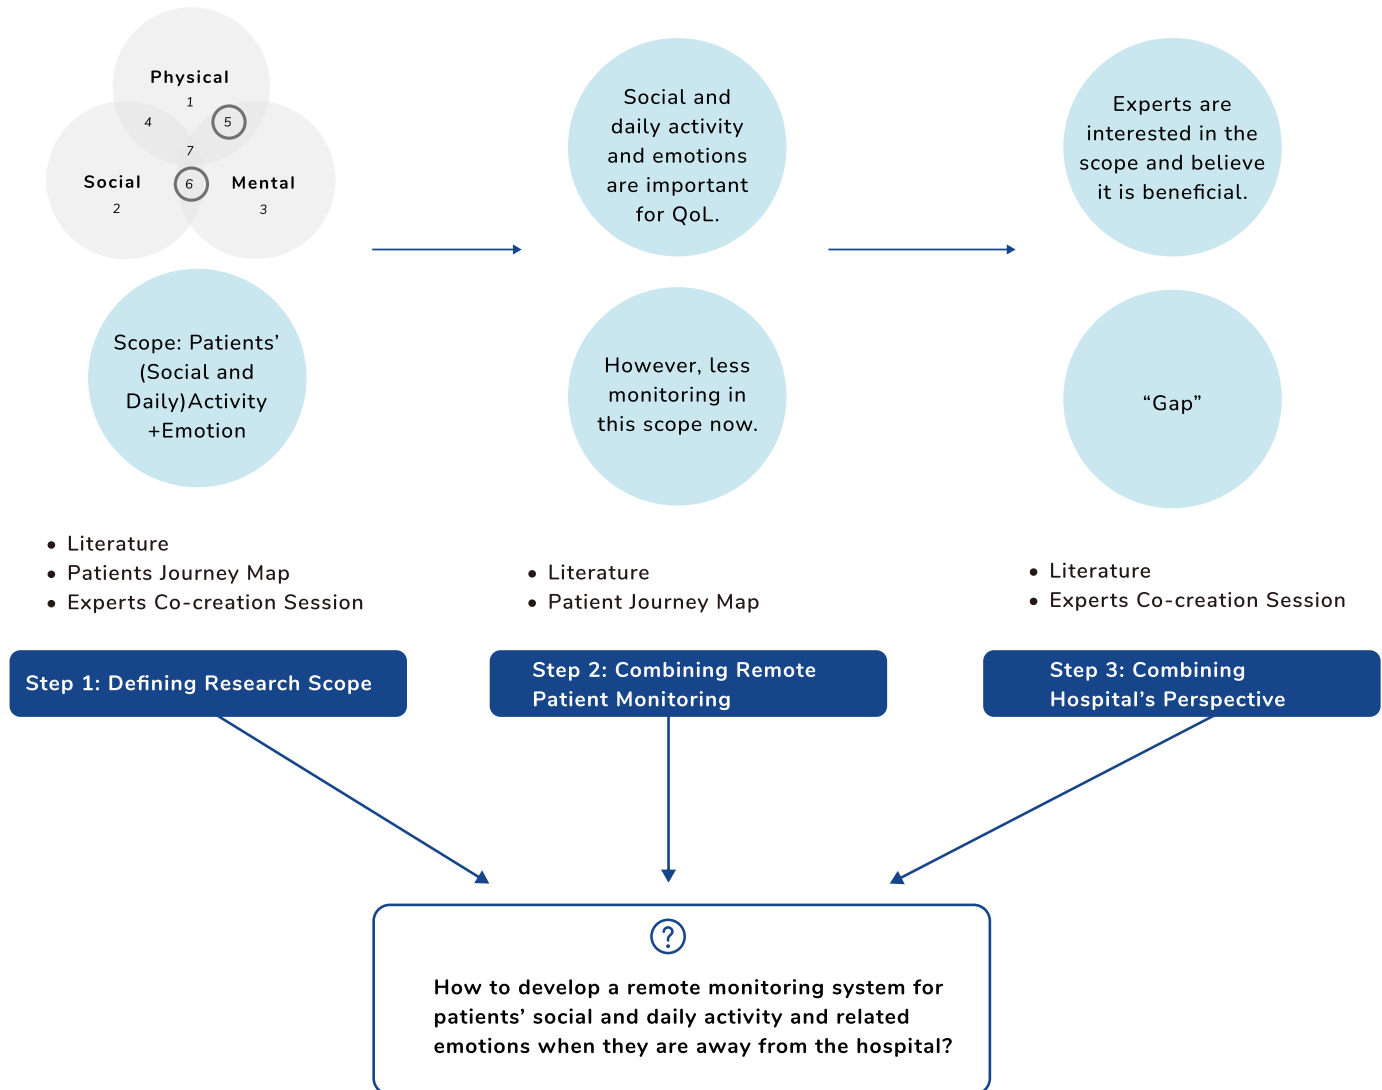 Physical
1
4
5
7
Social
6
Mental
2
3
Scope: Patients’
(Social and
Daily)Activity
+Emotion
• Literature
• Patients Journey Map
• Experts Co-creation Session
Step 1: Defining Research Scope
Social and
daily activity
and emotions
are important
for QoL.
However, less
monitoring in
this scope now.
• Literature
• Patient Journey Map
Step 2: Combining Remote
Patient Monitoring
Experts are
interested in the
scope and believe
it is beneficial.
“Gap”
• Literature
• Experts Co-creation Session
Step 3: Combining
Hospital’s Perspective
?
How to develop a remote monitoring system for
patients’ social and daily activity and related
emotions when they are away from the hospital?